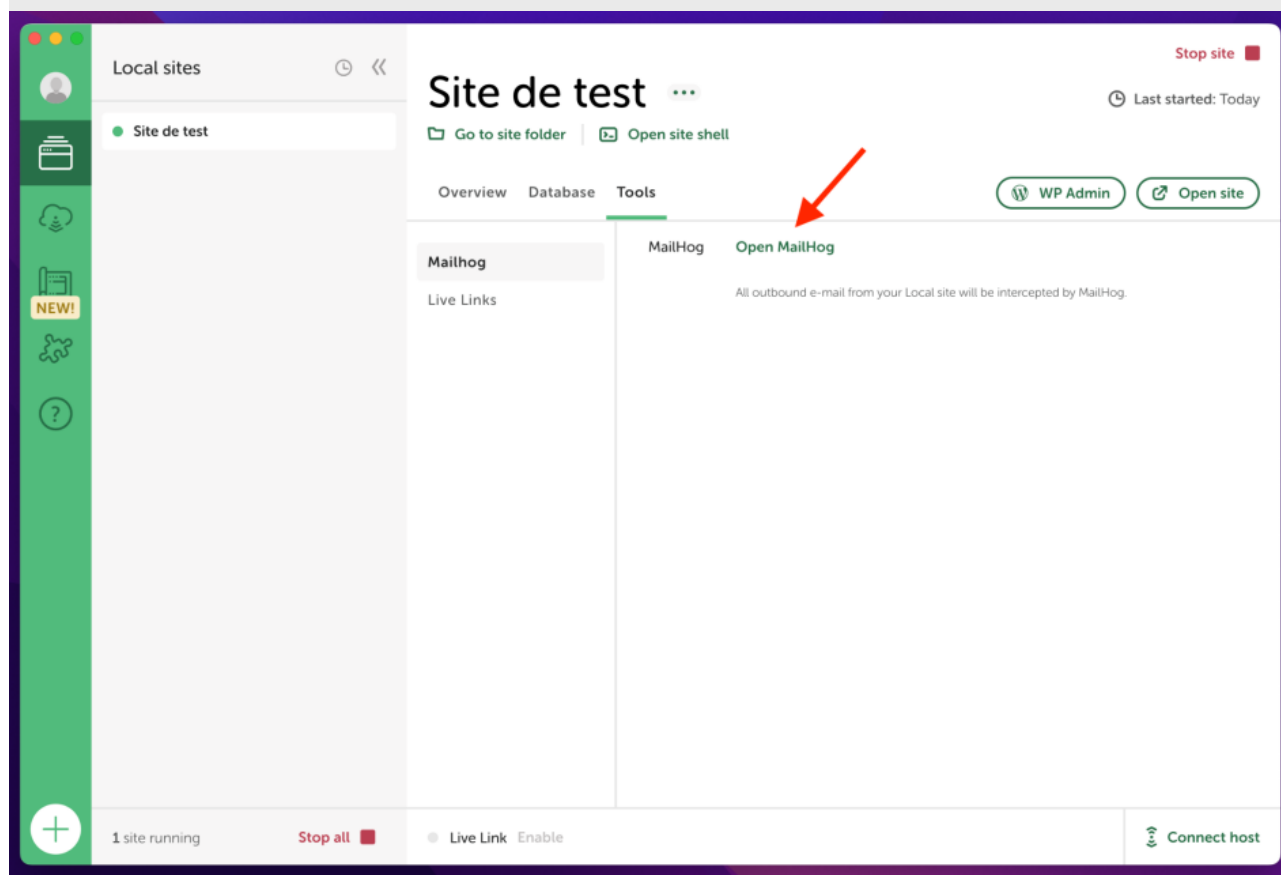 Local sites
Site de test
NEW!
?
1 site running
Stop all
Stop site
Site de test ...
Last started: Today
Go to site folder
Open site shell
Overview Database Tools
WP Admin
Open site
Mailhog
Live Links
MailHog Open MailHog
All outbound e-mail from your Local site will be intercepted by MailHog.
Live Link Enable
Connect host